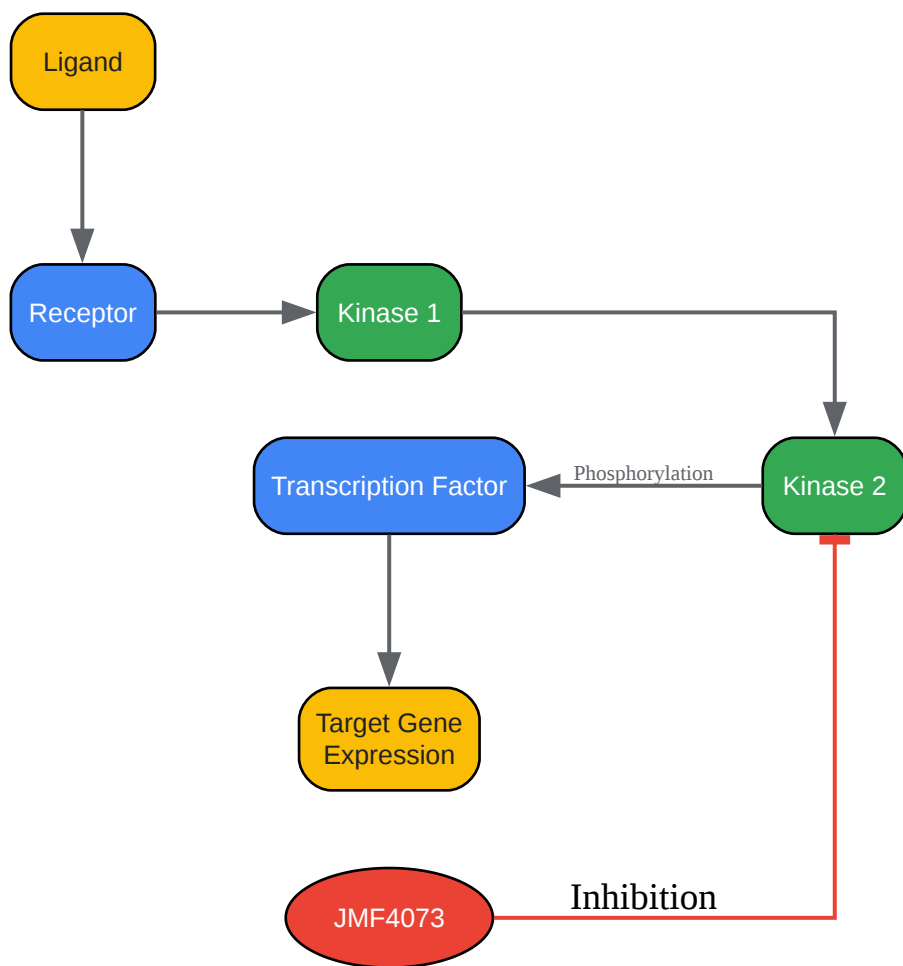 Ligand
Receptor
Kinase 1
Transcription Factor
Phosphorylation
Kinase 2
Target Gene
Expression
JMF4073
Inhibition